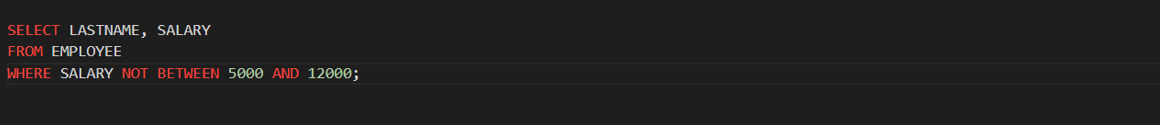 SELECT LASTNAME, SALARY
FROM EMPLOYEE
WHERE SALARY NOT BETWEEN 5000 AND 12000;